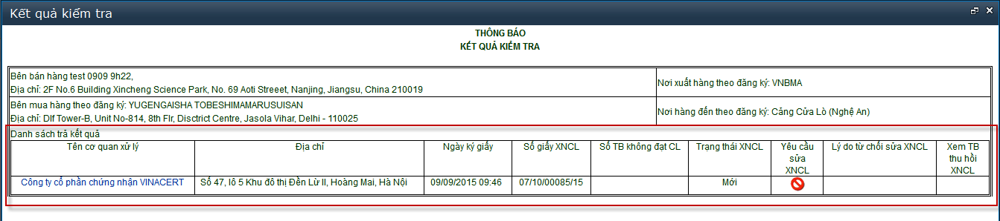 Kết quả kiểm tra
THÔNG BÁO
KẾT QUẢ KIỂM TRA
Bên bán hàng test 0909 9h22,
Địa chỉ: 2F No.6 Building Xincheng Science Park, No. 69 Aoti Streeet, Nanjing, Jiangsu, China 210019
Nơi xuất hàng theo đăng ký: VNBMA
Bên mua hàng theo đăng ký: YUGENGAISHA TOBESHIMAMARUSUISAN
Địa chỉ: Dlf Tower-B, Unit No-814, 8th Flr, Disctrict Centre, Jasola Vihar, Delhi - 110025
Nơi hàng đến theo đăng ký: Cảng Cửa Lò (Nghệ An)
Danh sách trả kết quả
Tên cơ quan xử lý
Địa chỉ
Ngày ký giấy
Số giấy XNCL
Số TB không đạt CL
Trạng thái XNCL
Yêu cầu
sửa
XNCL
Lý do từ chối sửa XNCL
Xem TB
thu hồi
XNCL
Công ty cổ phần chứng nhận VINACERT
Số 47, lô 5 Khu đô thị Đền Lừ II, Hoàng Mai, Hà Nội
09/09/2015 09:46
07/10/00085/15
Mới